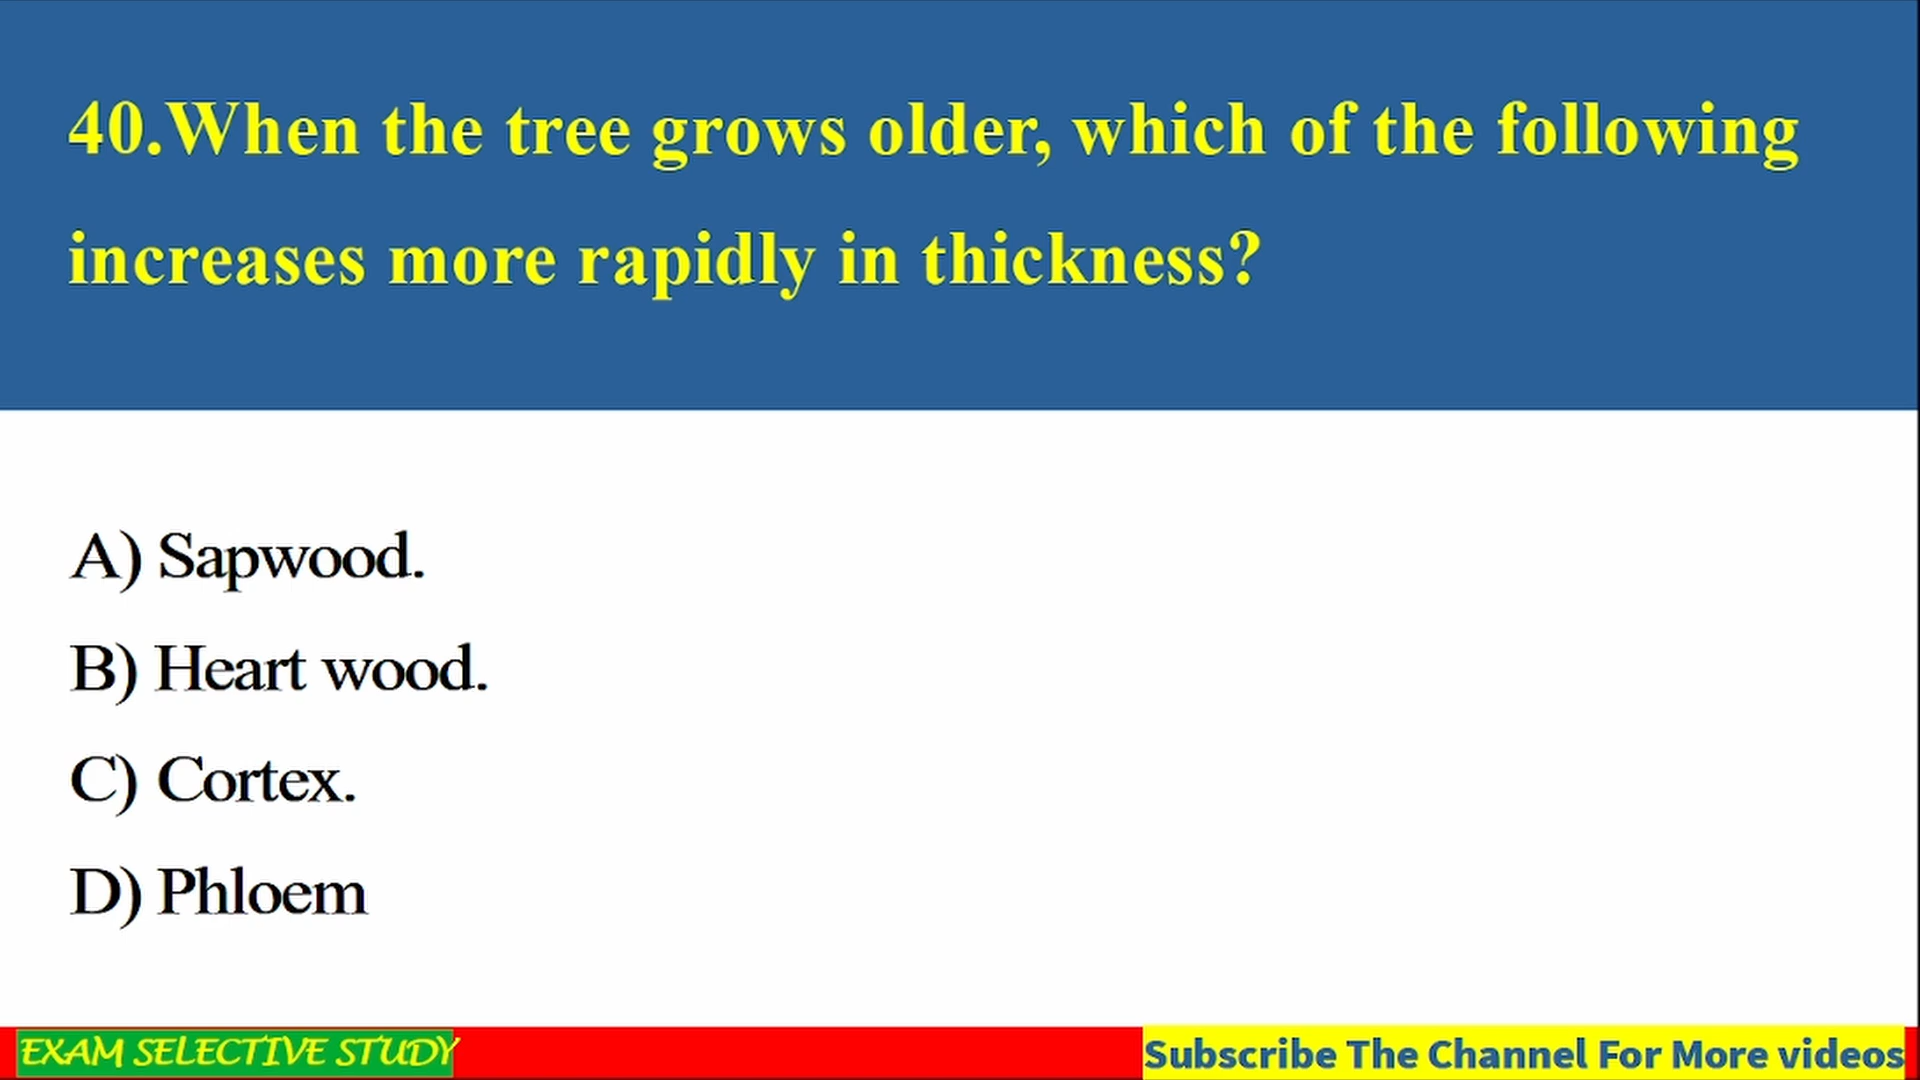 40.When the tree grows older, which of the following
increases more rapidly in thickness?
A) Sapwood.
B) Heart wood.
C) Cortex.
D) Phloem
EXAM SELECTIVE STUDY
Subscribe The Channel For More videos